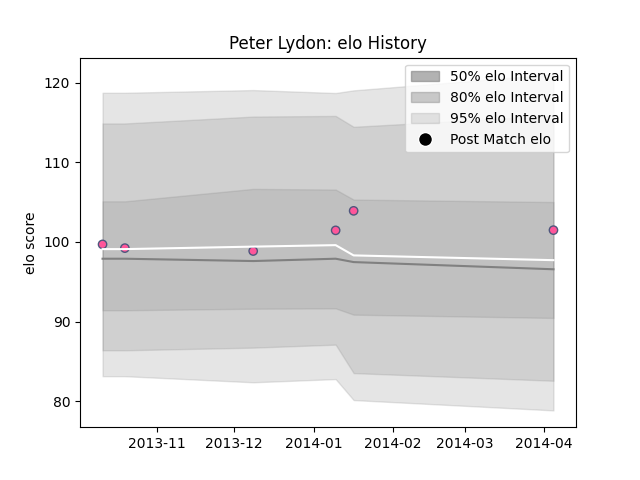 Peter Lydon: elo History
50% elo Interval
80% elo Interval
95% elo Interval
Post Match elo
elo score
120
110
100
90
80
2013-11
2013-12
2014-01
2014-02
2014-03
2014-04